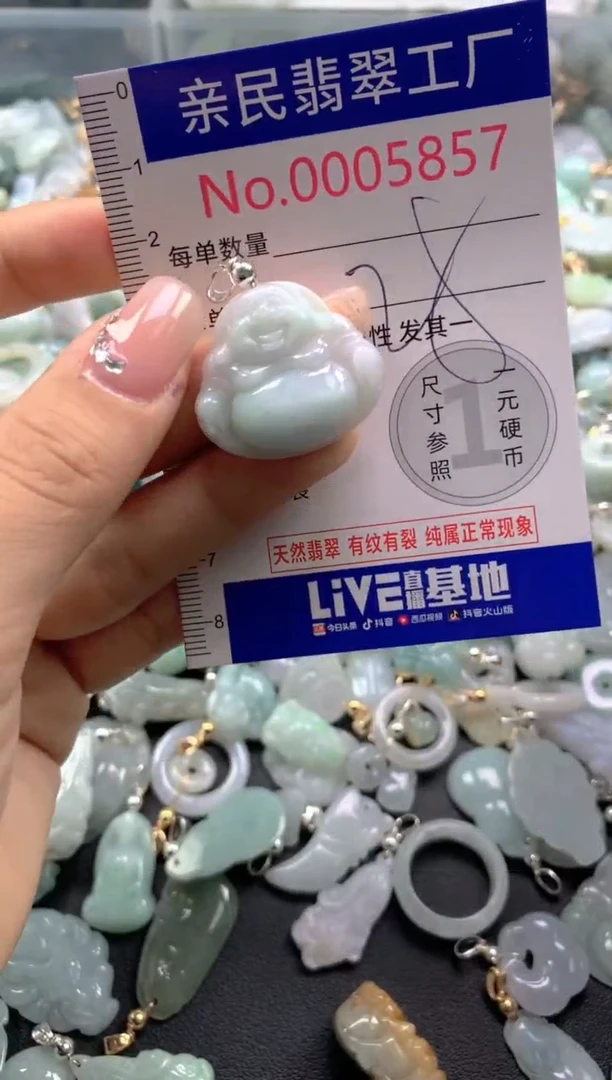 0
亲民翡翠工厂
1
No.0005857
2
每单数量
28
性 发其一
尺寸参照
1
一元硬币
天然翡翠 有纹有裂 纯属正常现象
7
LiVE直播基地
8
今日头条 抖音 西瓜视频 抖音火山版